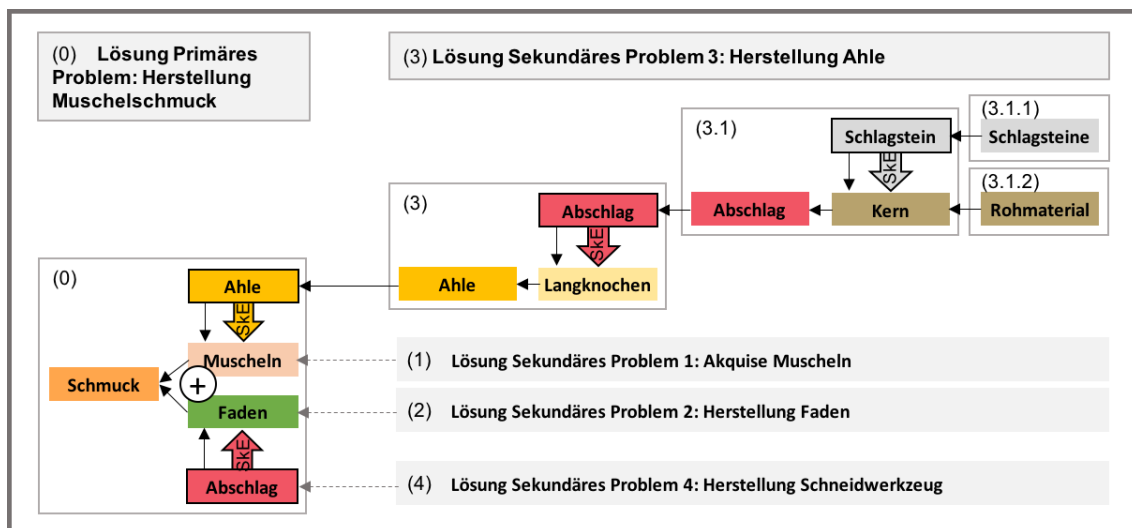 (0) Lösung Primäres
Problem: Herstellung
Muschelschmuck
(3) Lösung Sekundäres Problem 3: Herstellung Ahle
(3.1)
Schlagstein
SkE
Abschlag
Kern
(3.1.1)
Schlagsteine
(3.1.2)
Rohmaterial
(3)
Abschlag
SkE
Ahle
Langknochen
(0)
Ahle
SkE
Muscheln
Schmuck
+
Faden
SkE
Abschlag
(1) Lösung Sekundäres Problem 1: Akquise Muscheln
(2) Lösung Sekundäres Problem 2: Herstellung Faden
(4) Lösung Sekundäres Problem 4: Herstellung Schneidwerkzeug